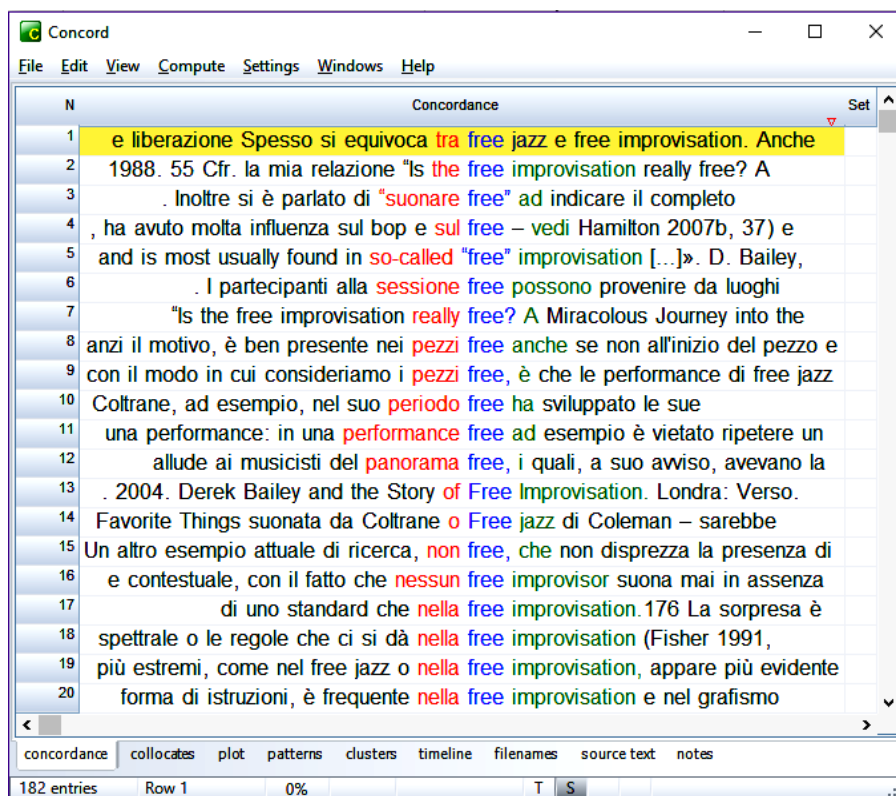 Concord
File Edit View Compute Settings Windows Help
N Concordance Set
1 e liberazione Spesso si equivoca tra free jazz e free improvisation. Anche
2 1988. 55 Cfr. la mia relazione “Is the free improvisation really free? A
3 . Inoltre si è parlato di “suonare free” ad indicare il completo
4 , ha avuto molta influenza sul bop e sul free – vedi Hamilton 2007b, 37) e
5 and is most usually found in so-called “free” improvisation [...]». D. Bailey,
6 . I partecipanti alla sessione free possono provenire da luoghi
7 “Is the free improvisation really free? A Miraculous Journey into the
8 anzi il motivo, è ben presente nei pezzi free anche se non all'inizio del pezzo e
9 con il modo in cui consideriamo i pezzi free, è che le performance di free jazz
10 Coltrane, ad esempio, nel suo periodo free ha sviluppato le sue
11 una performance: in una performance free ad esempio è vietato ripetere un
12 allude ai musicisti del panorama free, i quali, a suo avviso, avevano la
13 . 2004. Derek Bailey and the Story of Free Improvisation. Londra: Verso.
14 Favorite Things suonata da Coltrane o Free jazz di Coleman – sarebbe
15 Un altro esempio attuale di ricerca, non free, che non disprezza la presenza di
16 e contestuale, con il fatto che nessun free improvisor suona mai in assenza
17 di uno standard che nella free improvisation.176 La sorpresa è
18 spettrale o le regole che ci si dà nella free improvisation (Fisher 1991,
19 più estremi, come nel free jazz o nella free improvisation, appare più evidente
20 forma di istruzioni, è frequente nella free improvisation e nel grafismo
concordance collocates plot patterns clusters timeline filenames source text notes
182 entries Row 1 0% T S